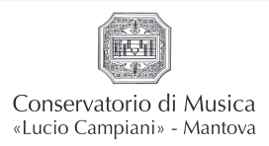 Conservatorio di Musica
«Lucio Campiani» - Mantova